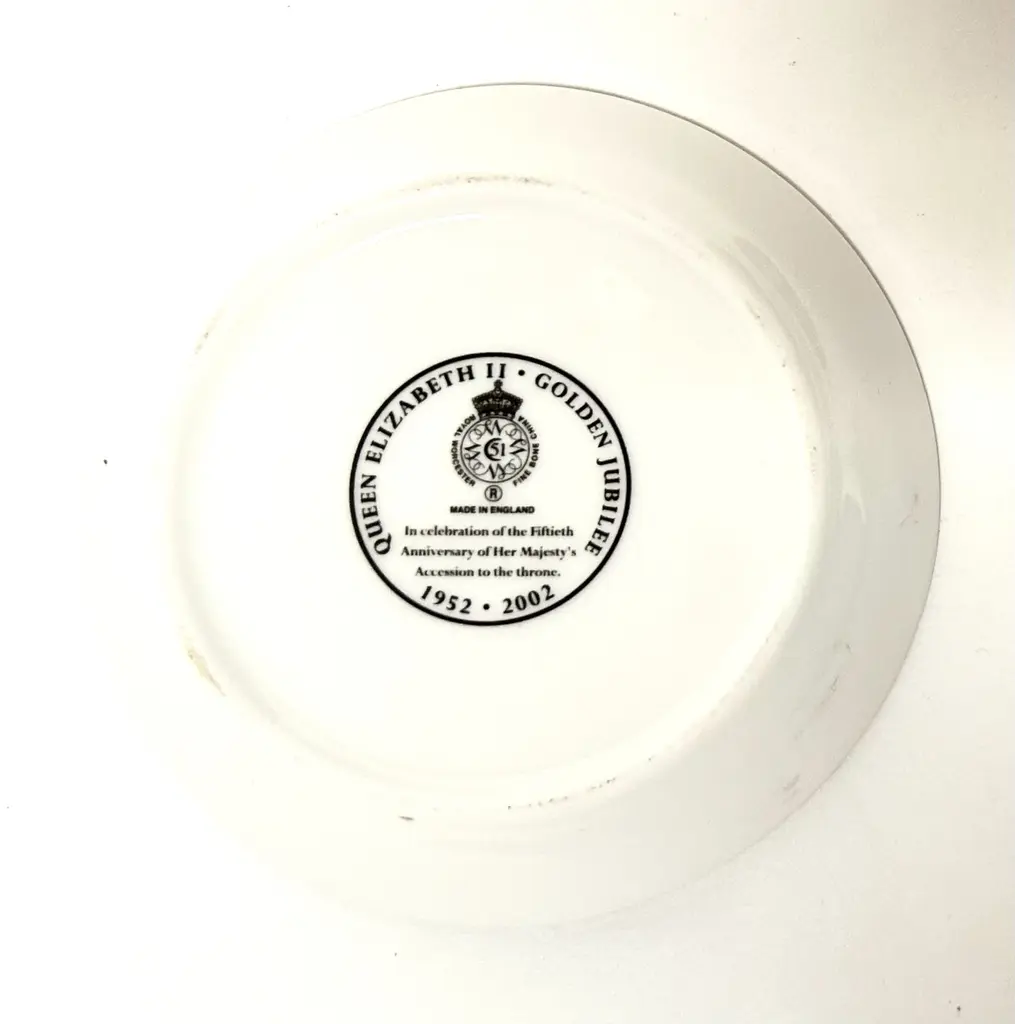 QUEEN ELIZABETH II • GOLDEN JUBILEE
ROYAL WORCESTER
FINE BONE CHINA
51
®
MADE IN ENGLAND
In celebration of the Fiftieth
Anniversary of Her Majesty's
Accession to the throne.
1952 • 2002